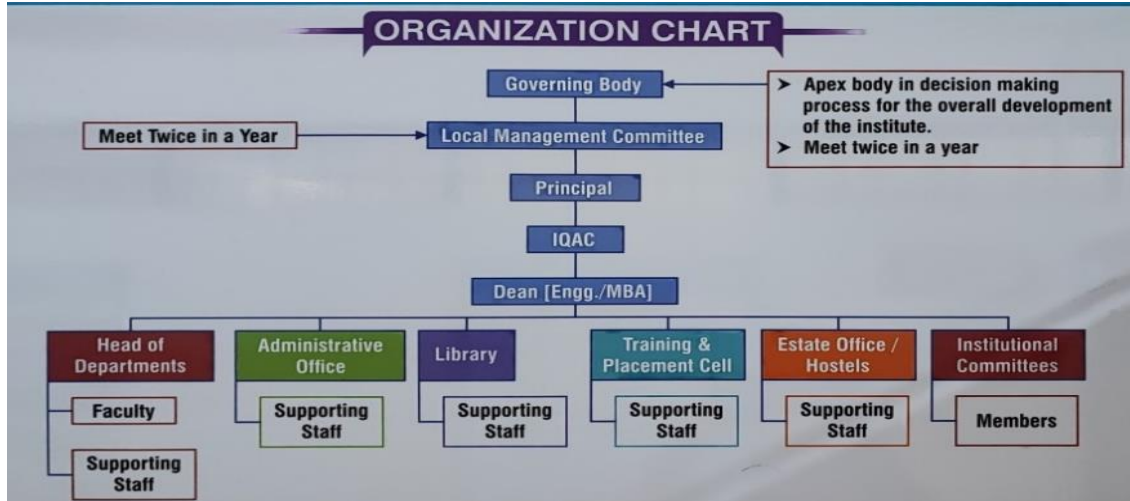 ORGANIZATION CHART
Governing Body
➤ Apex body in decision making
process for the overall development
of the institute.
➤ Meet twice in a year
Meet Twice in a Year
Local Management Committee
Principal
IQAC
Dean [Engg./MBA]
Head of
Departments
Administrative
Office
Library
Training &
Placement Cell
Estate Office /
Hostels
Institutional
Committees
Faculty
Supporting
Staff
Supporting
Staff
Supporting
Staff
Supporting
Staff
Supporting
Staff
Members